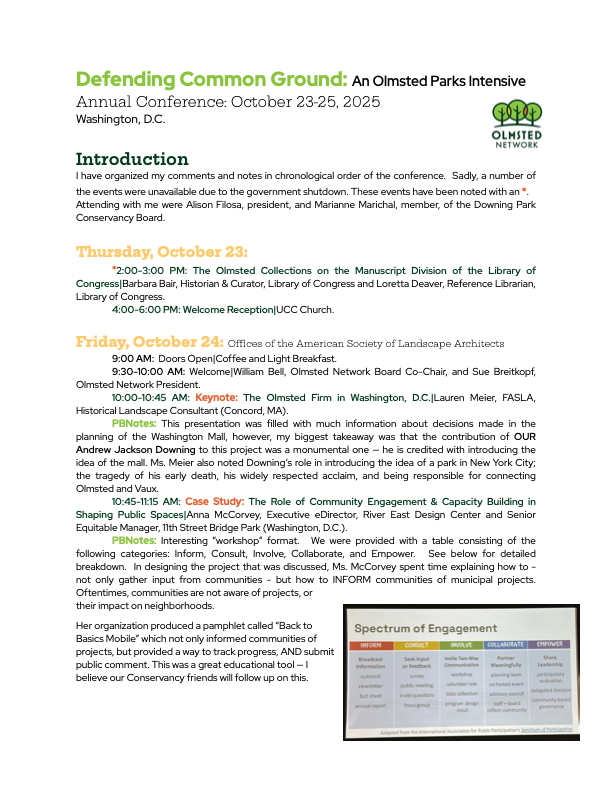 Defending Common Ground: An Olmsted Parks Intensive
Annual Conference: October 23-25, 2025
Washington, D.C.
OLMSTED
NETWORK
Introduction
I have organized my comments and notes in chronological order of the conference. Sadly, a number of
the events were unavailable due to the government shutdown. These events have been noted with an *.
Attending with me were Alison Filosa, president, and Marianne Marichal, member, of the Downing Park
Conservancy Board.
Thursday, October 23:
*2:00-3:00 PM: The Olmsted Collections on the Manuscript Division of the Library of
Congress|Barbara Bair, Historian & Curator, Library of Congress and Loretta Deaver, Reference Librarian,
Library of Congress.
4:00-6:00 PM: Welcome Reception|UCC Church.
Friday, October 24: Offices of the American Society of Landscape Architects
9:00 AM: Doors Open|Coffee and Light Breakfast.
9:30-10:00 AM: Welcome|William Bell, Olmsted Network Board Co-Chair, and Sue Breitkopf,
Olmsted Network President.
10:00-10:45 AM: Keynote: The Olmsted Firm in Washington, D.C.|Lauren Meier, FASLA,
Historical Landscape Consultant (Concord, MA).
PBNotes: This presentation was filled with much information about decisions made in the
planning of the Washington Mall, however, my biggest takeaway was that the contribution of OUR
Andrew Jackson Downing to this project was a monumental one — he is credited with introducing the
idea of the mall. Ms. Meier also noted Downing's role in introducing the idea of a park in New York City;
the tragedy of his early death, his widely respected acclaim, and being responsible for connecting
Olmsted and Vaux.
10:45-11:15 AM: Case Study: The Role of Community Engagement & Capacity Building in
Shaping Public Spaces|Anna McCorvey, Executive eDirector, River East Design Center and Senior
Equitable Manager, 11th Street Bridge Park (Washington, D.C.).
PBNotes: Interesting "workshop" format. We were provided with a table consisting of the
following categories: Inform, Consult, Involve, Collaborate, and Empower. See below for detailed
breakdown. In designing the project that was discussed, Ms. McCorvey spent time explaining how to -
not only gather input from communities - but how to INFORM communities of municipal projects.
Oftentimes, communities are not aware of projects, or
their impact on neighborhoods.
Her organization produced a pamphlet called "Back to
Basics Mobile" which not only informed communities of
projects, but provided a way to track progress, AND submit
public comment. This was a great educational tool — I
believe our Conservancy friends will follow up on this.
Spectrum of Engagement
INFORM CONSULT INVOLVE COLLABORATE EMPOWER
Broadcast Information
outreach
newsletter
fact sheet
annual report
Seek Input or Feedback
survey
public meeting
invite questions
focus group
Invite Two-Way Communication
workshop
volunteer role
data collection
program design input
Partner Meaningfully
planning team
co-hosted event
advisory council
staff + board reflect community
Share Leadership
participatory evaluation
delegated decision
community-based governance
Adapted from the International Association for Public Participation's Spectrum of Participation